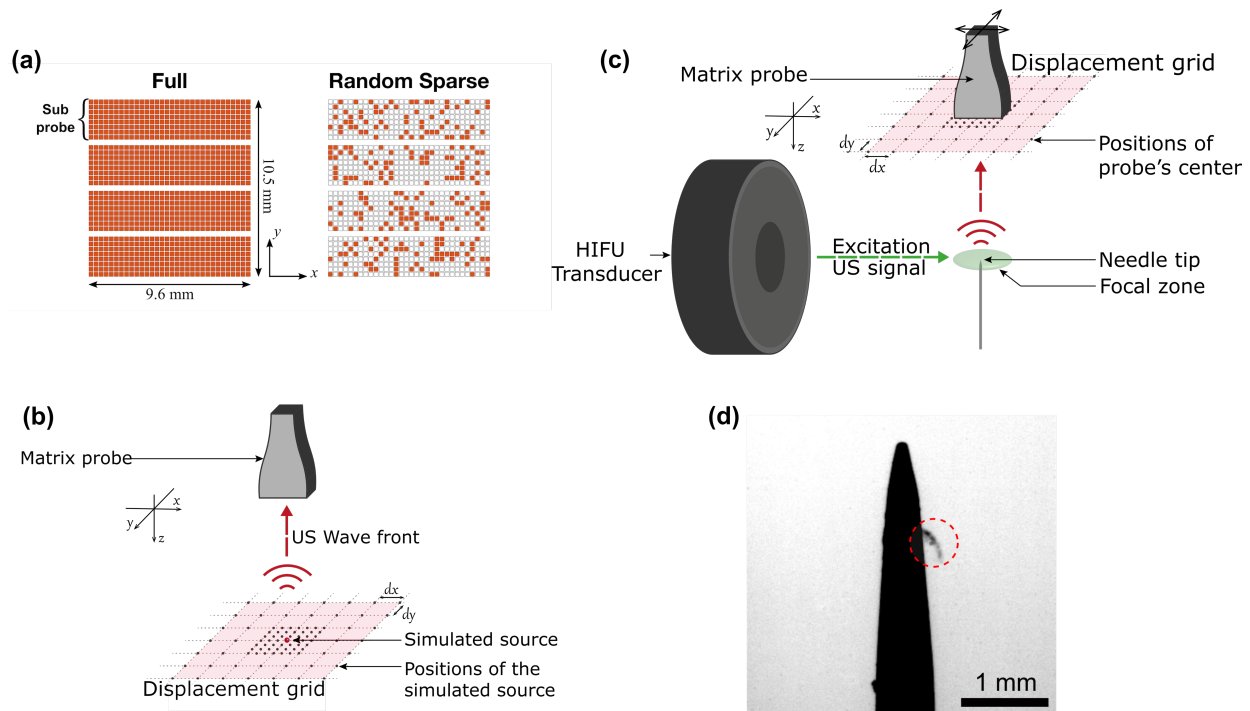 (a)
Full
Random Sparse
Sub
probe
10.5 mm
y
x
9.6 mm
(b)
Matrix probe
x
y
z
US Wave front
dx
dy
Simulated source
Positions of the
simulated source
Displacement grid
(c)
Matrix probe
Displacement grid
x
y
z
dy
dx
Positions of
probe's center
HIFU
Transducer
Excitation
US signal
Needle tip
Focal zone
(d)
1 mm